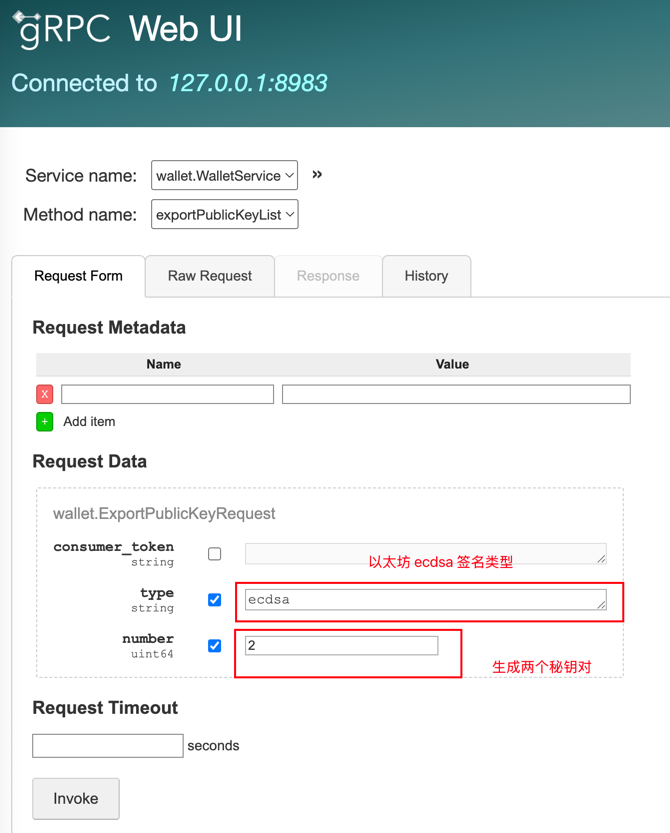 gRPC Web UI
Connected to 127.0.0.1:8983
Service name: wallet.WalletService »
Method name: exportPublicKeyList
Request Form Raw Request Response History
Request Metadata
Name Value
X
+ Add item
Request Data
wallet.ExportPublicKeyRequest
consumer_token
string
以太坊 ecdsa 签名类型
type
string
ecdsa
number
uint64
2
生成两个秘钥对
Request Timeout
seconds
Invoke